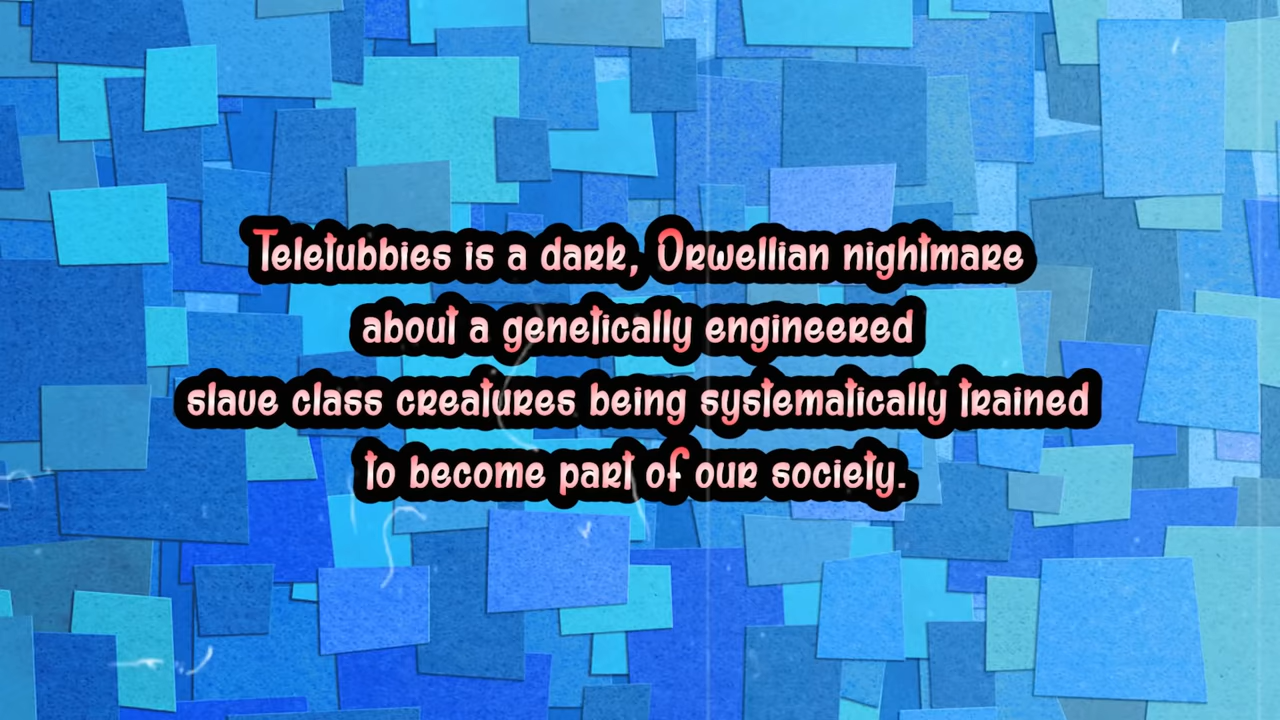 Teletubbies is a dark, Orwellian nightmare
about a genetically engineered
slave class creatures being systematically trained
to become part of our society.